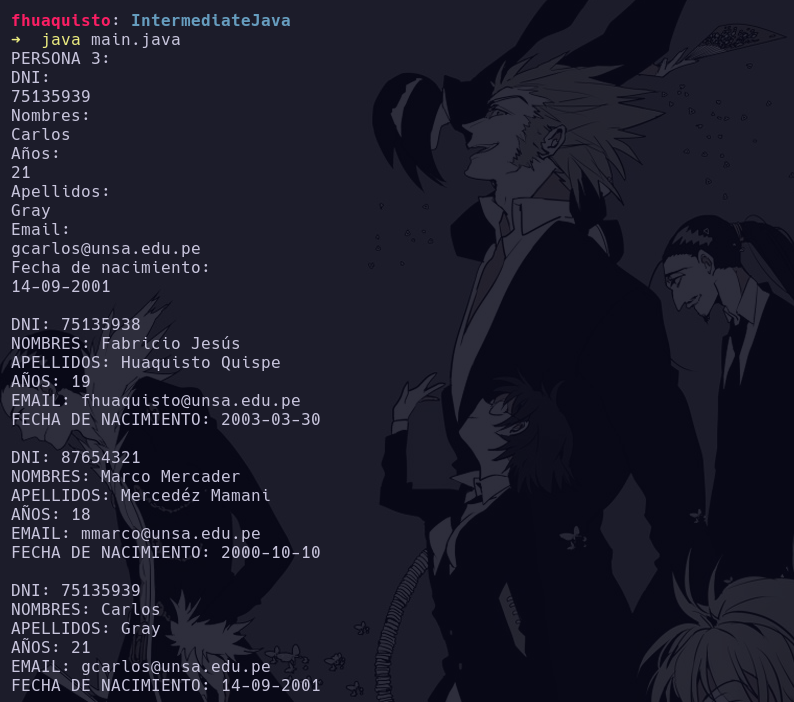 fhuaquisto: IntermediateJava
➜ java main.java
PERSONA 3:
DNI:
75135939
Nombres:
Carlos
Años:
21
Apellidos:
Gray
Email:
gcarlos@unsa.edu.pe
Fecha de nacimiento:
14-09-2001
DNI: 75135938
NOMBRES: Fabricio Jesús
APELLIDOS: Huaquisto Quispe
AÑOS: 19
EMAIL: fhuaquisto@unsa.edu.pe
FECHA DE NACIMIENTO: 2003-03-30
DNI: 87654321
NOMBRES: Marco Mercader
APELLIDOS: Mercedéz Mamani
AÑOS: 18
EMAIL: mmarco@unsa.edu.pe
FECHA DE NACIMIENTO: 2000-10-10
DNI: 75135939
NOMBRES: Carlos
APELLIDOS: Gray
AÑOS: 21
EMAIL: gcarlos@unsa.edu.pe
FECHA DE NACIMIENTO: 14-09-2001